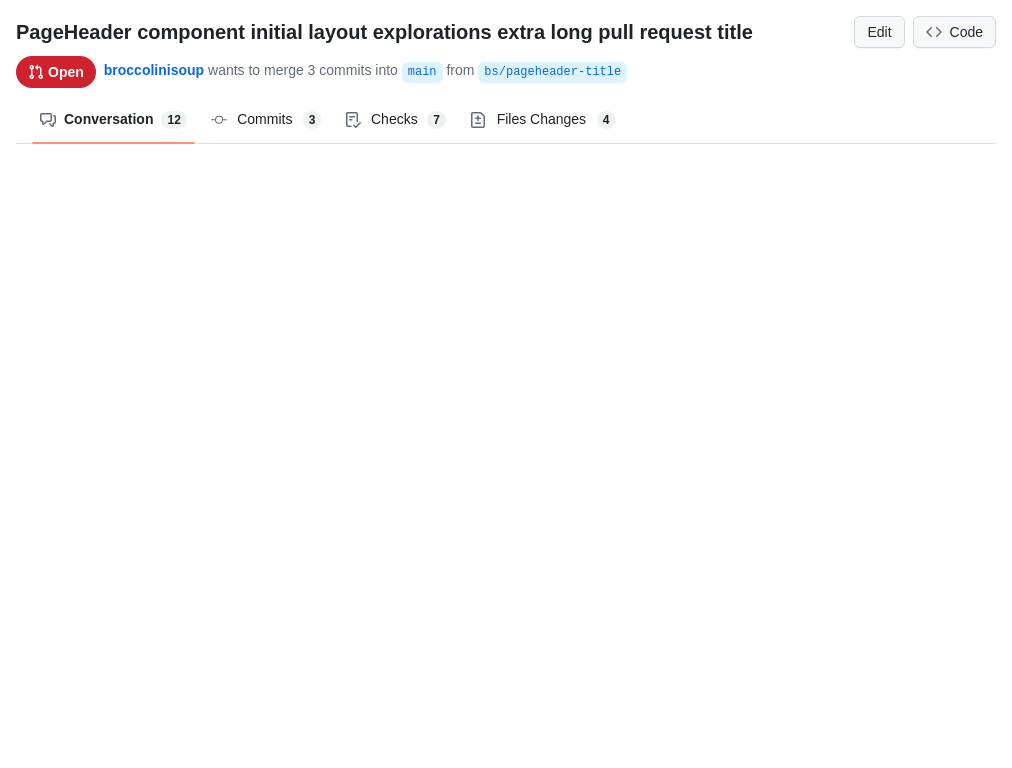 PageHeader component initial layout explorations extra long pull request title
Edit
Code
Open
broccolinisoup wants to merge 3 commits into main from bs/pageheader-title
Conversation 12
Commits 3
Checks 7
Files Changes 4